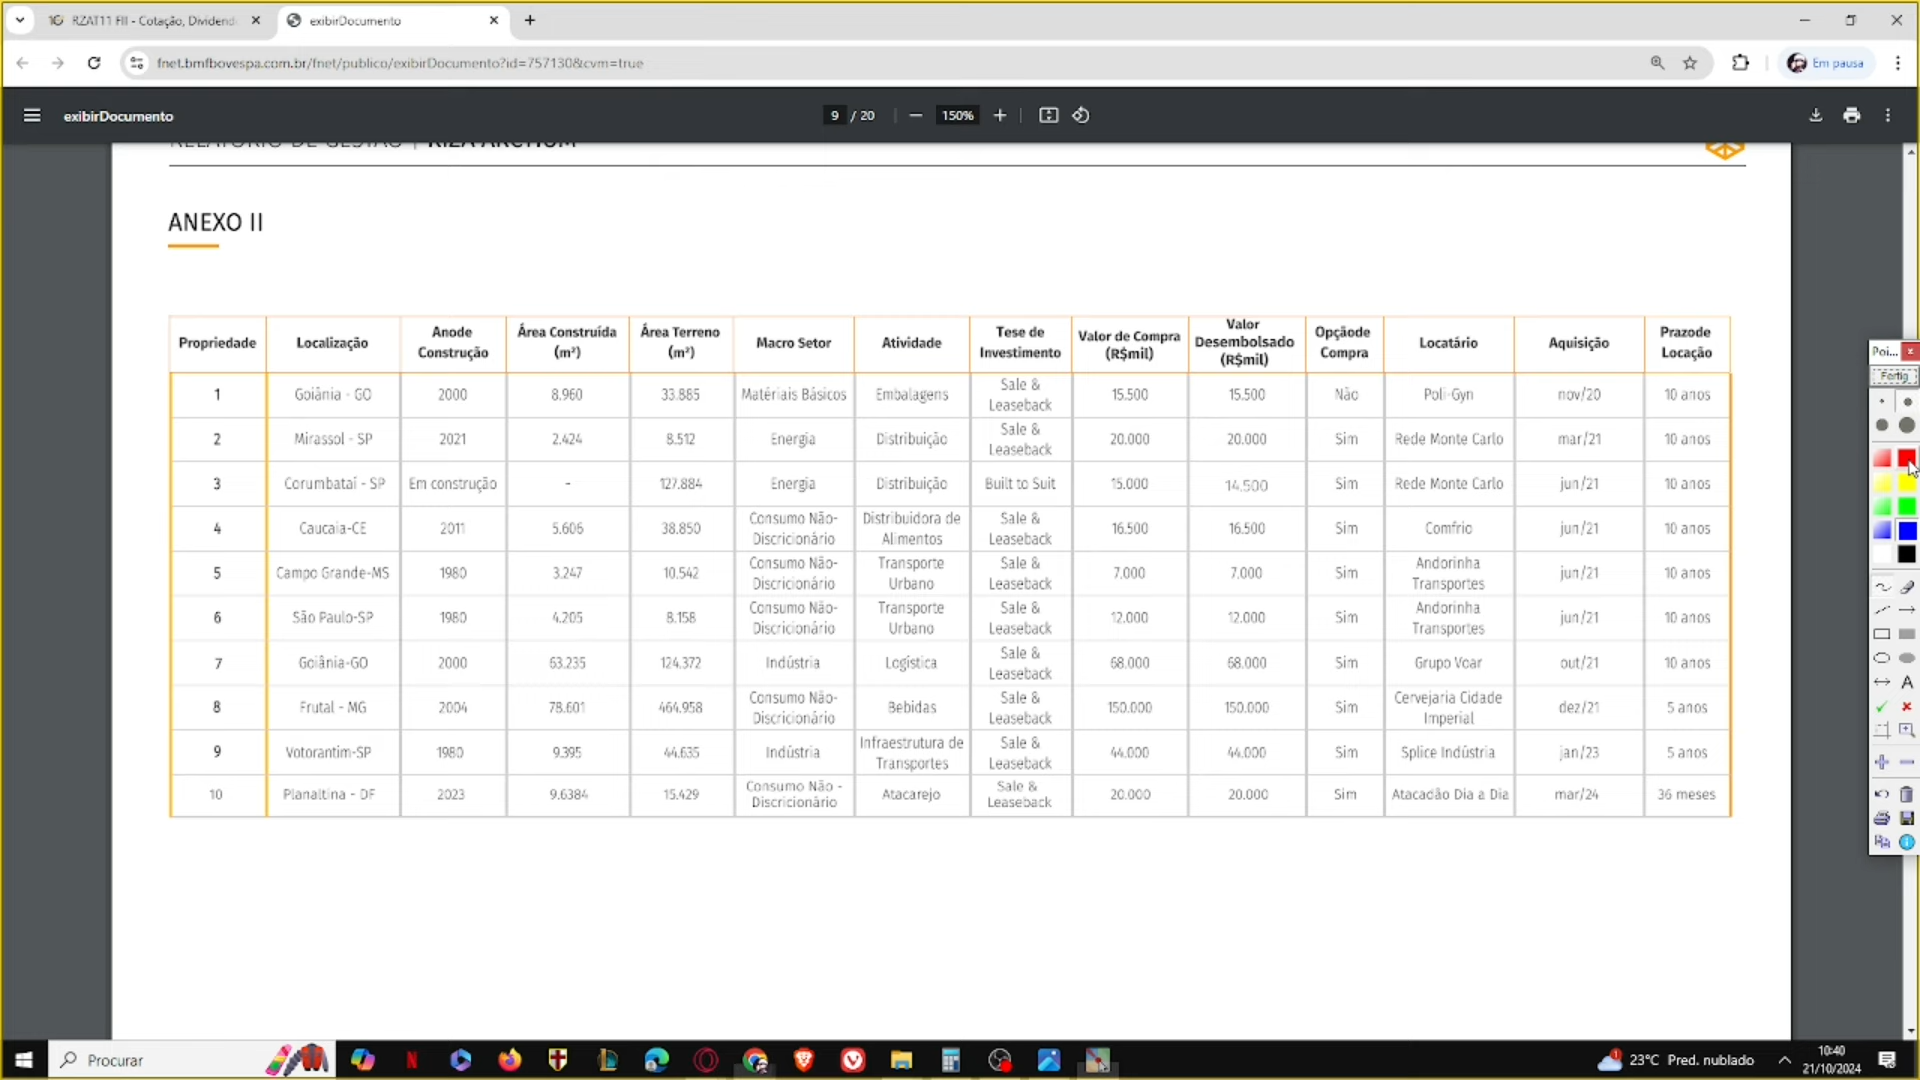 RZAT11 FII - Cotação, Dividend
exibirDocumento
fnet.bmfbovespa.com.br/fnet/publico/exibirDocumento?id=757130&cvm=true
Em pausa
exibirDocumento
9 / 20
150%
RELATÓRIO DE GESTÃO | RIZA ARCTIUM
ANEXO II
Propriedade Localização Anode Construção Área Construída (m²) Área Terreno (m²) Macro Setor Atividade Tese de Investimento Valor de Compra (R$mil) Valor Desembolsado (R$mil) Opçãode Compra Locatário Aquisição Prazode Locação
1 Goiânia - GO 2000 8.960 33.885 Matériais Básicos Embalagens Sale & Leaseback 15.500 15.500 Não Poli-Gyn nov/20 10 anos
2 Mirassol - SP 2021 2.424 8.512 Energia Distribuição Sale & Leaseback 20.000 20.000 Sim Rede Monte Carlo mar/21 10 anos
3 Corumbataí - SP Em construção - 127.884 Energia Distribuição Built to Suit 15.000 14.500 Sim Rede Monte Carlo jun/21 10 anos
4 Caucaia-CE 2011 5.606 38.850 Consumo Não-Discricionário Distribuidora de Alimentos Sale & Leaseback 16.500 16.500 Sim Comfrio jun/21 10 anos
5 Campo Grande-MS 1980 3.247 10.542 Consumo Não-Discricionário Transporte Urbano Sale & Leaseback 7.000 7.000 Sim Andorinha Transportes jun/21 10 anos
6 São Paulo-SP 1980 4.205 8.158 Consumo Não-Discricionário Transporte Urbano Sale & Leaseback 12.000 12.000 Sim Andorinha Transportes jun/21 10 anos
7 Goiânia-GO 2000 63.235 124.372 Indústria Logística Sale & Leaseback 68.000 68.000 Sim Grupo Voar out/21 10 anos
8 Frutal - MG 2004 78.601 464.958 Consumo Não-Discricionário Bebidas Sale & Leaseback 150.000 150.000 Sim Cervejaria Cidade Imperial dez/21 5 anos
9 Votorantim-SP 1980 9.395 44.635 Indústria Infraestrutura de Transportes Sale & Leaseback 44.000 44.000 Sim Splice Indústria jan/23 5 anos
10 Planaltina - DF 2023 9.6384 15.429 Consumo Não - Discricionário Atacarejo Sale & Leaseback 20.000 20.000 Sim Atacadão Dia a Dia mar/24 36 meses
Poi...
Fertig
A
Procurar
23°C Pred. nublado
10:40
21/10/2024